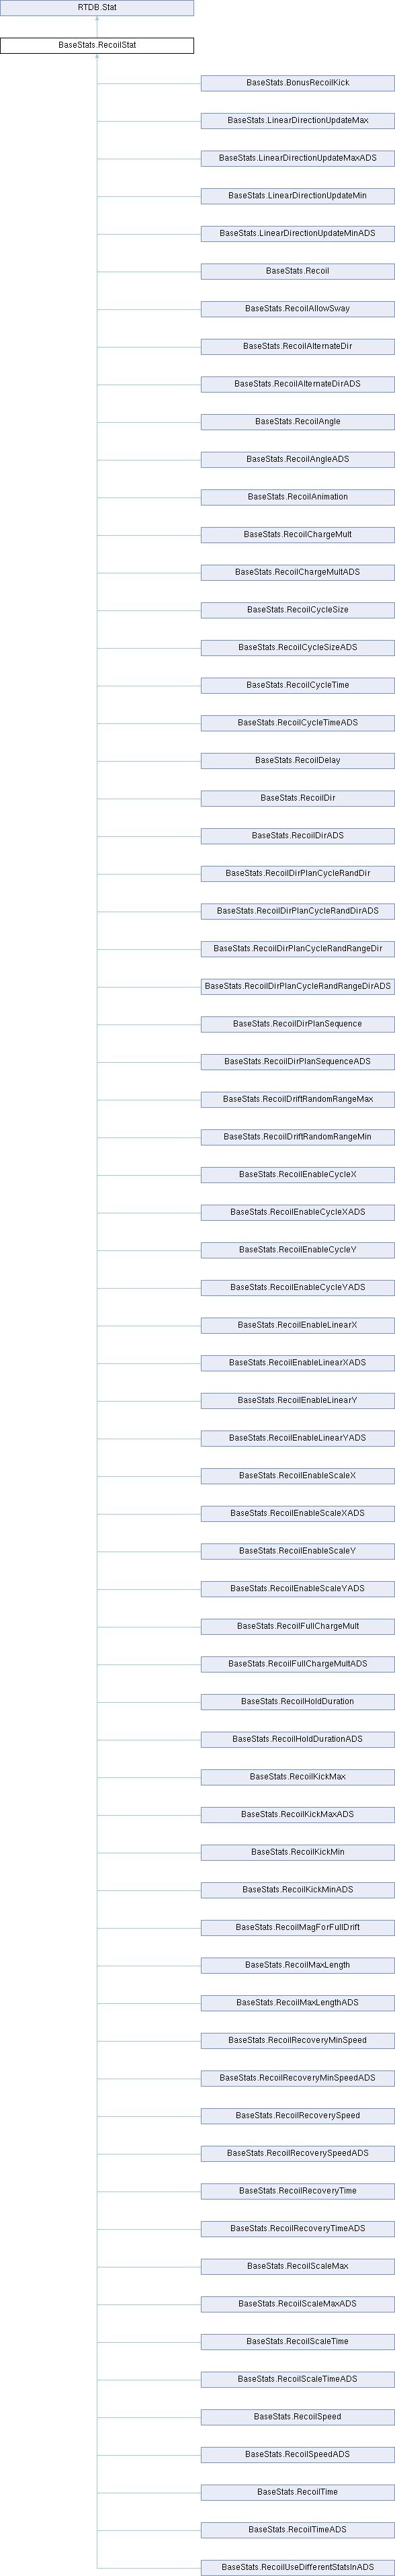 RTDB.Stat
BaseStats.RecoilStat
BaseStats.BonusRecoilKick
BaseStats.LinearDirectionUpdateMax
BaseStats.LinearDirectionUpdateMaxADS
BaseStats.LinearDirectionUpdateMin
BaseStats.LinearDirectionUpdateMinADS
BaseStats.Recoil
BaseStats.RecoilAllowSway
BaseStats.RecoilAlternateDir
BaseStats.RecoilAlternateDirADS
BaseStats.RecoilAngle
BaseStats.RecoilAngleADS
BaseStats.RecoilAnimation
BaseStats.RecoilChargeMult
BaseStats.RecoilChargeMultADS
BaseStats.RecoilCycleSize
BaseStats.RecoilCycleSizeADS
BaseStats.RecoilCycleTime
BaseStats.RecoilCycleTimeADS
BaseStats.RecoilDelay
BaseStats.RecoilDir
BaseStats.RecoilDirADS
BaseStats.RecoilDirPlanCycleRandDir
BaseStats.RecoilDirPlanCycleRandDirADS
BaseStats.RecoilDirPlanCycleRandRangeDir
BaseStats.RecoilDirPlanCycleRandRangeDirADS
BaseStats.RecoilDirPlanSequence
BaseStats.RecoilDirPlanSequenceADS
BaseStats.RecoilDriftRandomRangeMax
BaseStats.RecoilDriftRandomRangeMin
BaseStats.RecoilEnableCycleX
BaseStats.RecoilEnableCycleXADS
BaseStats.RecoilEnableCycleY
BaseStats.RecoilEnableCycleYADS
BaseStats.RecoilEnableLinearX
BaseStats.RecoilEnableLinearXADS
BaseStats.RecoilEnableLinearY
BaseStats.RecoilEnableLinearYADS
BaseStats.RecoilEnableScaleX
BaseStats.RecoilEnableScaleXADS
BaseStats.RecoilEnableScaleY
BaseStats.RecoilEnableScaleYADS
BaseStats.RecoilFullChargeMult
BaseStats.RecoilFullChargeMultADS
BaseStats.RecoilHoldDuration
BaseStats.RecoilHoldDurationADS
BaseStats.RecoilKickMax
BaseStats.RecoilKickMaxADS
BaseStats.RecoilKickMin
BaseStats.RecoilKickMinADS
BaseStats.RecoilMagForFullDrift
BaseStats.RecoilMaxLength
BaseStats.RecoilMaxLengthADS
BaseStats.RecoilRecoveryMinSpeed
BaseStats.RecoilRecoveryMinSpeedADS
BaseStats.RecoilRecoverySpeed
BaseStats.RecoilRecoverySpeedADS
BaseStats.RecoilRecoveryTime
BaseStats.RecoilRecoveryTimeADS
BaseStats.RecoilScaleMax
BaseStats.RecoilScaleMaxADS
BaseStats.RecoilScaleTime
BaseStats.RecoilScaleTimeADS
BaseStats.RecoilSpeed
BaseStats.RecoilSpeedADS
BaseStats.RecoilTime
BaseStats.RecoilTimeADS
BaseStats.RecoilUseDifferentStatsInADS